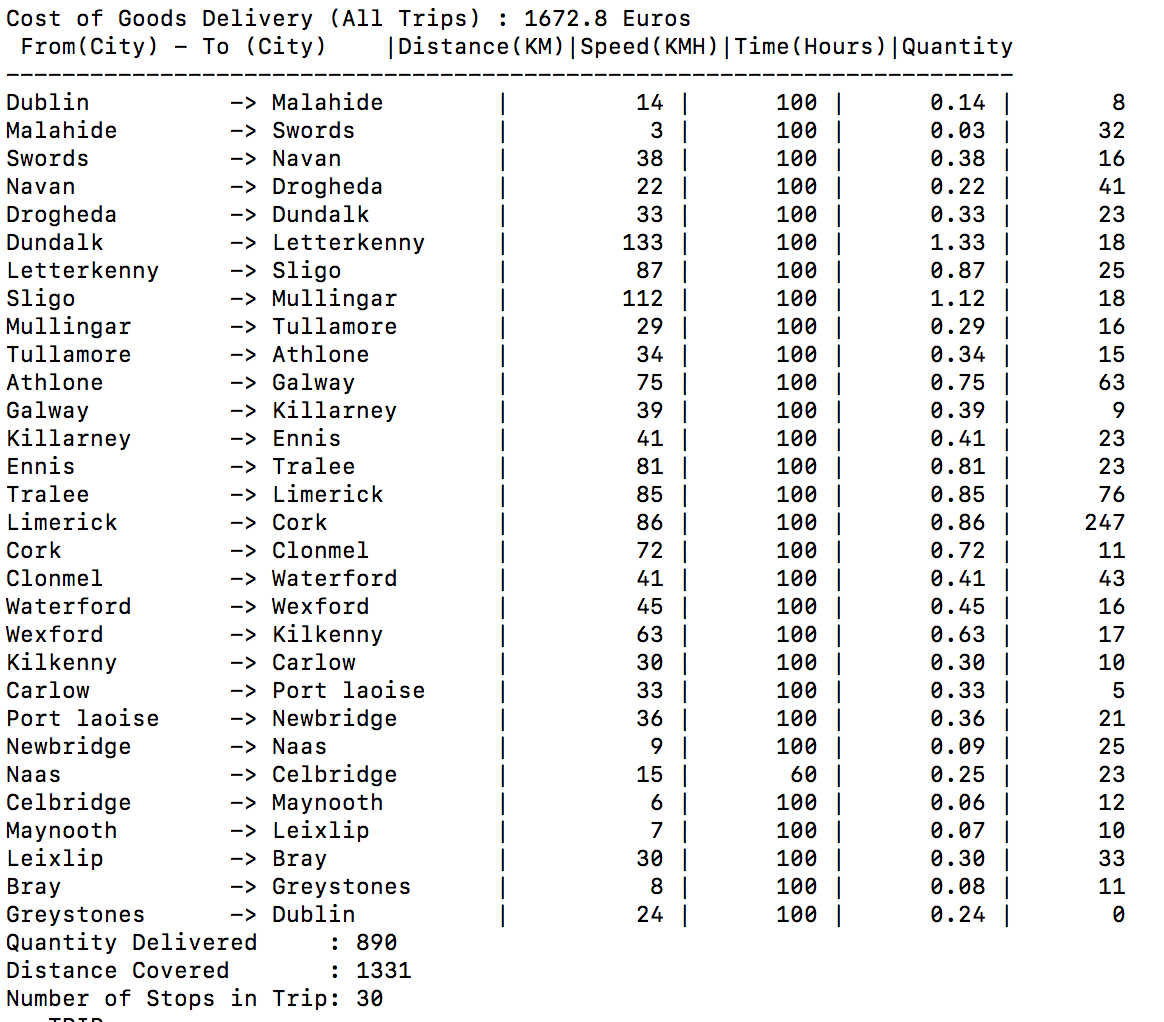 Cost of Goods Delivery (All Trips) : 1672.8 Euros
 From(City) - To (City)    |Distance(KM)|Speed(KMH)|Time(Hours)|Quantity
------------------------------------------------------------------------
Dublin          -> Malahide        |         14 |      100 |      0.14 |       8
Malahide        -> Swords          |          3 |      100 |      0.03 |      32
Swords          -> Navan           |         38 |      100 |      0.38 |      16
Navan           -> Drogheda        |         22 |      100 |      0.22 |      41
Drogheda        -> Dundalk         |         33 |      100 |      0.33 |      23
Dundalk         -> Letterkenny     |        133 |      100 |      1.33 |      18
Letterkenny     -> Sligo           |         87 |      100 |      0.87 |      25
Sligo           -> Mullingar       |        112 |      100 |      1.12 |      18
Mullingar       -> Tullamore       |         29 |      100 |      0.29 |      16
Tullamore       -> Athlone         |         34 |      100 |      0.34 |      15
Athlone         -> Galway          |         75 |      100 |      0.75 |      63
Galway          -> Killarney       |         39 |      100 |      0.39 |       9
Killarney       -> Ennis           |         41 |      100 |      0.41 |      23
Ennis           -> Tralee          |         81 |      100 |      0.81 |      23
Tralee          -> Limerick        |         85 |      100 |      0.85 |      76
Limerick        -> Cork            |         86 |      100 |      0.86 |     247
Cork            -> Clonmel         |         72 |      100 |      0.72 |      11
Clonmel         -> Waterford       |         41 |      100 |      0.41 |      43
Waterford       -> Wexford         |         45 |      100 |      0.45 |      16
Wexford         -> Kilkenny        |         63 |      100 |      0.63 |      17
Kilkenny        -> Carlow          |         30 |      100 |      0.30 |      10
Carlow          -> Port laoise     |         33 |      100 |      0.33 |       5
Port laoise     -> Newbridge       |         36 |      100 |      0.36 |      21
Newbridge       -> Naas            |          9 |      100 |      0.09 |      25
Naas            -> Celbridge       |         15 |       60 |      0.25 |      23
Celbridge       -> Maynooth        |          6 |      100 |      0.06 |      12
Maynooth        -> Leixlip         |          7 |      100 |      0.07 |      10
Leixlip         -> Bray            |         30 |      100 |      0.30 |      33
Bray            -> Greystones      |          8 |      100 |      0.08 |      11
Greystones      -> Dublin          |         24 |      100 |      0.24 |       0
Quantity Delivered     : 890
Distance Covered       : 1331
Number of Stops in Trip: 30